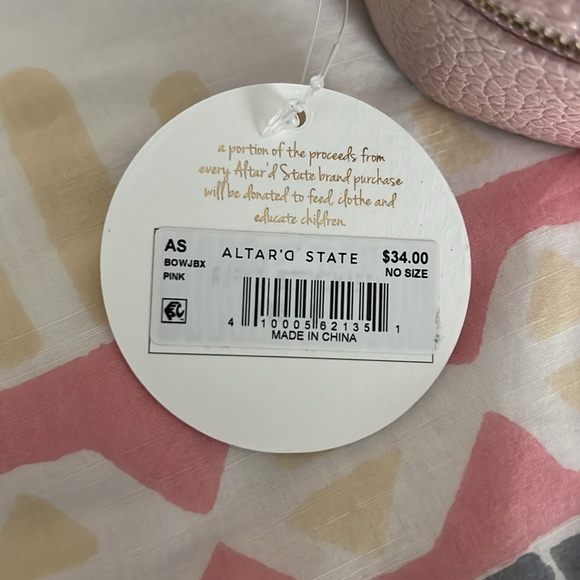 a portion of the proceeds from
every Altar'd State brand purchase
will be donated to feed, clothe and
educate children.
AS ALTAR'D STATE $34.00
BOWJBX NO SIZE
PINK
4 10005 62135 1
MADE IN CHINA